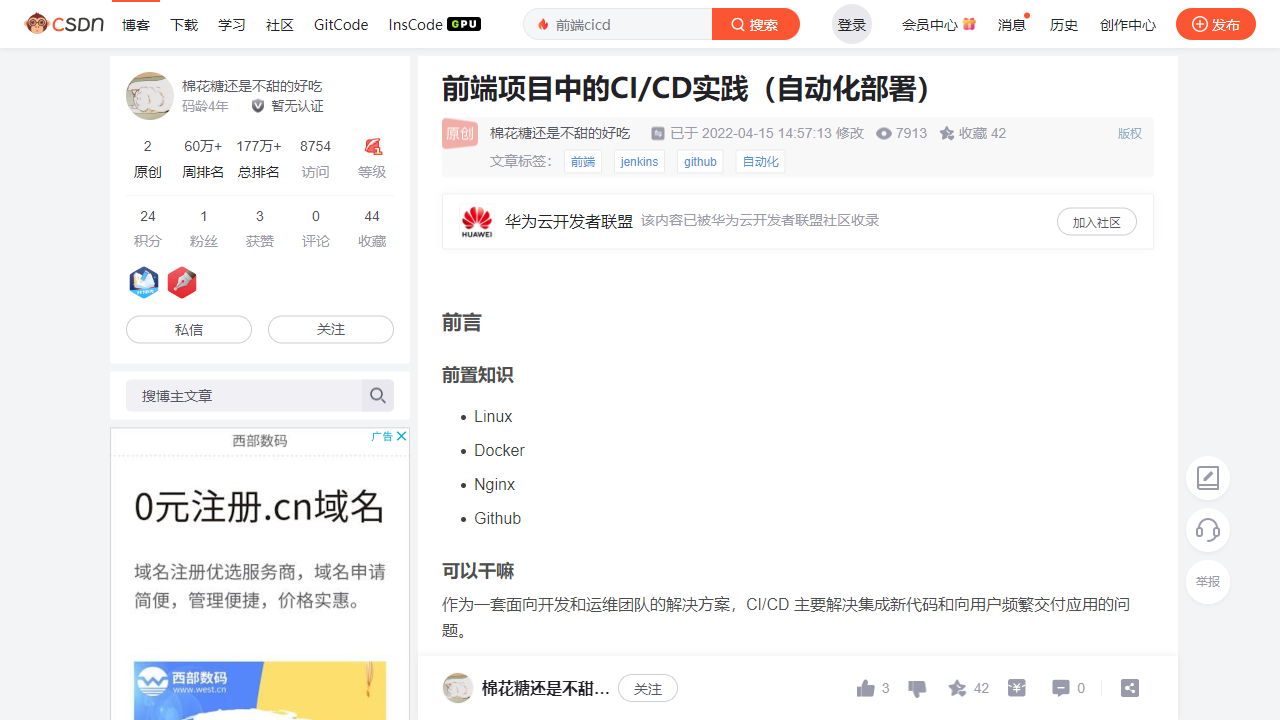 CSDN 博客 下载 学习 社区 GitCode InsCode GPU 前端cicd 搜索 登录 会员中心 消息 历史 创作中心 发布
棉花糖还是不甜的好吃
码龄4年 暂无认证
2 60万+ 177万+ 8754
原创 周排名 总排名 访问 等级
24 1 3 0 44
积分 粉丝 获赞 评论 收藏
私信 关注
搜博主文章
西部数码 广告
0元注册.cn域名
域名注册优选服务商，域名申请
简便，管理便捷，价格实惠。
西部数码
www.west.cn
前端项目中的CI/CD实践（自动化部署）
原创 棉花糖还是不甜的好吃 已于 2022-04-15 14:57:13 修改 7913 收藏 42 版权
文章标签： 前端 jenkins github 自动化
HUAWEI 华为云开发者联盟 该内容已被华为云开发者联盟社区收录 加入社区
前言
前置知识
Linux
Docker
Nginx
Github
可以干嘛
作为一套面向开发和运维团队的解决方案，CI/CD 主要解决集成新代码和向用户频繁交付应用的问
题。
棉花糖还是不甜... 关注 3 42 0
举报